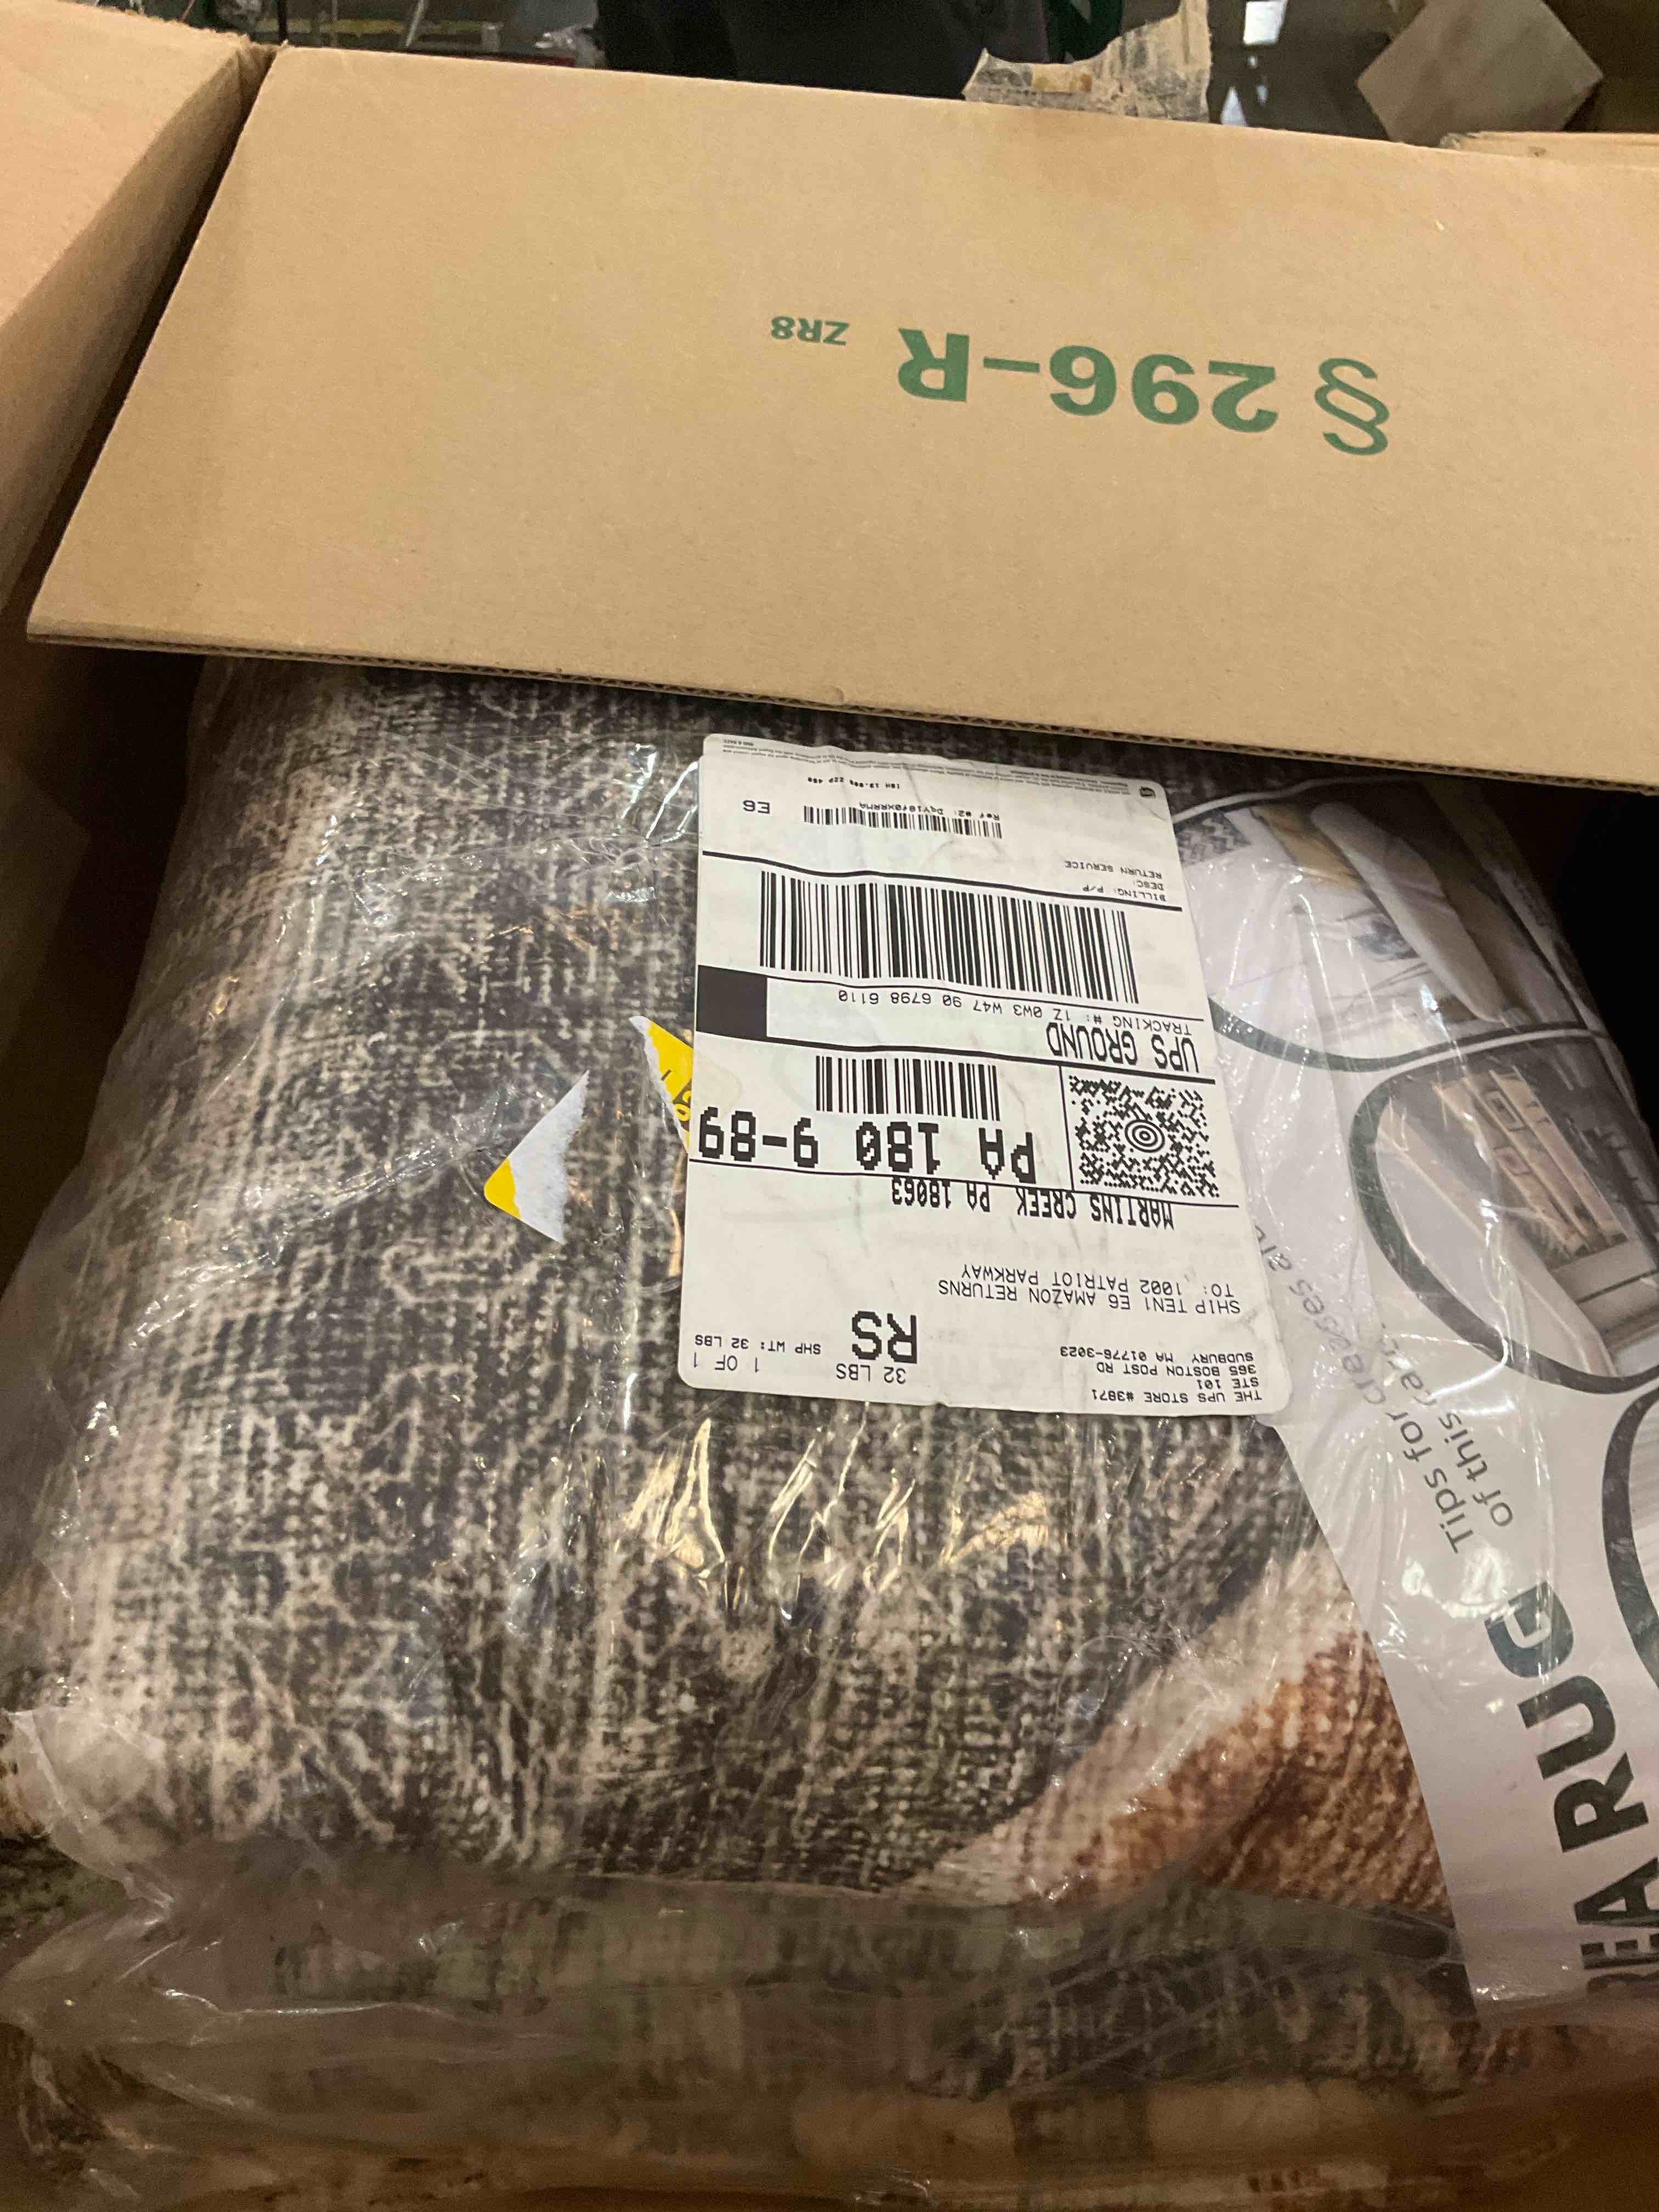 § 296-R ZR8
THE UPS STORE #3871
STE 101
365 BOSTON POST RD
SUDBURY MA 01776-3023
32 LBS
1 OF 1
SHP WT: 32 LBS
RS
SHIP TEN1 E6 AMAZON RETURNS
TO: 1002 PATRIOT PARKWAY
MARTINS CREEK PA 18063
PA 180 9-89
UPS GROUND
TRACKING #: 1Z 0W3 W47 90 6798 6110
BILLING: P/P
DESC:
RETURN SERVICE
E6
Tips for creases
of this
RUG